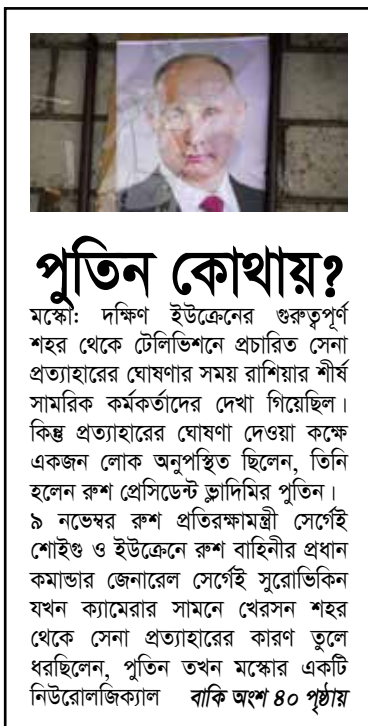 পুতিন কোথায়?
মস্কো: দক্ষিণ ইউক্রেনের গুরুত্বপূর্ণ
শহর থেকে টেলিভিশনে প্রচারিত সেনা
প্রত্যাহারের ঘোষণার সময় রাশিয়ার শীর্ষ
সামরিক কর্মকর্তাদের দেখা গিয়েছিল।
কিন্তু প্রত্যাহারের ঘোষণা দেওয়া কক্ষে
একজন লোক অনুপস্থিত ছিলেন, তিনি
হলেন রুশ প্রেসিডেন্ট ভ্লাদিমির পুতিন।
৯ নভেম্বর রুশ প্রতিরক্ষামন্ত্রী সের্গেই
শোইগু ও ইউক্রেনে রুশ বাহিনীর প্রধান
কমান্ডার জেনারেল সের্গেই সুরোভিকিন
যখন ক্যামেরার সামনে খেরসন শহর
থেকে সেনা প্রত্যাহারের কারণ তুলে
ধরছিলেন, পুতিন তখন মস্কোর একটি
নিউরোলজিক্যাল বাকি অংশ ৪০ পৃষ্ঠায়